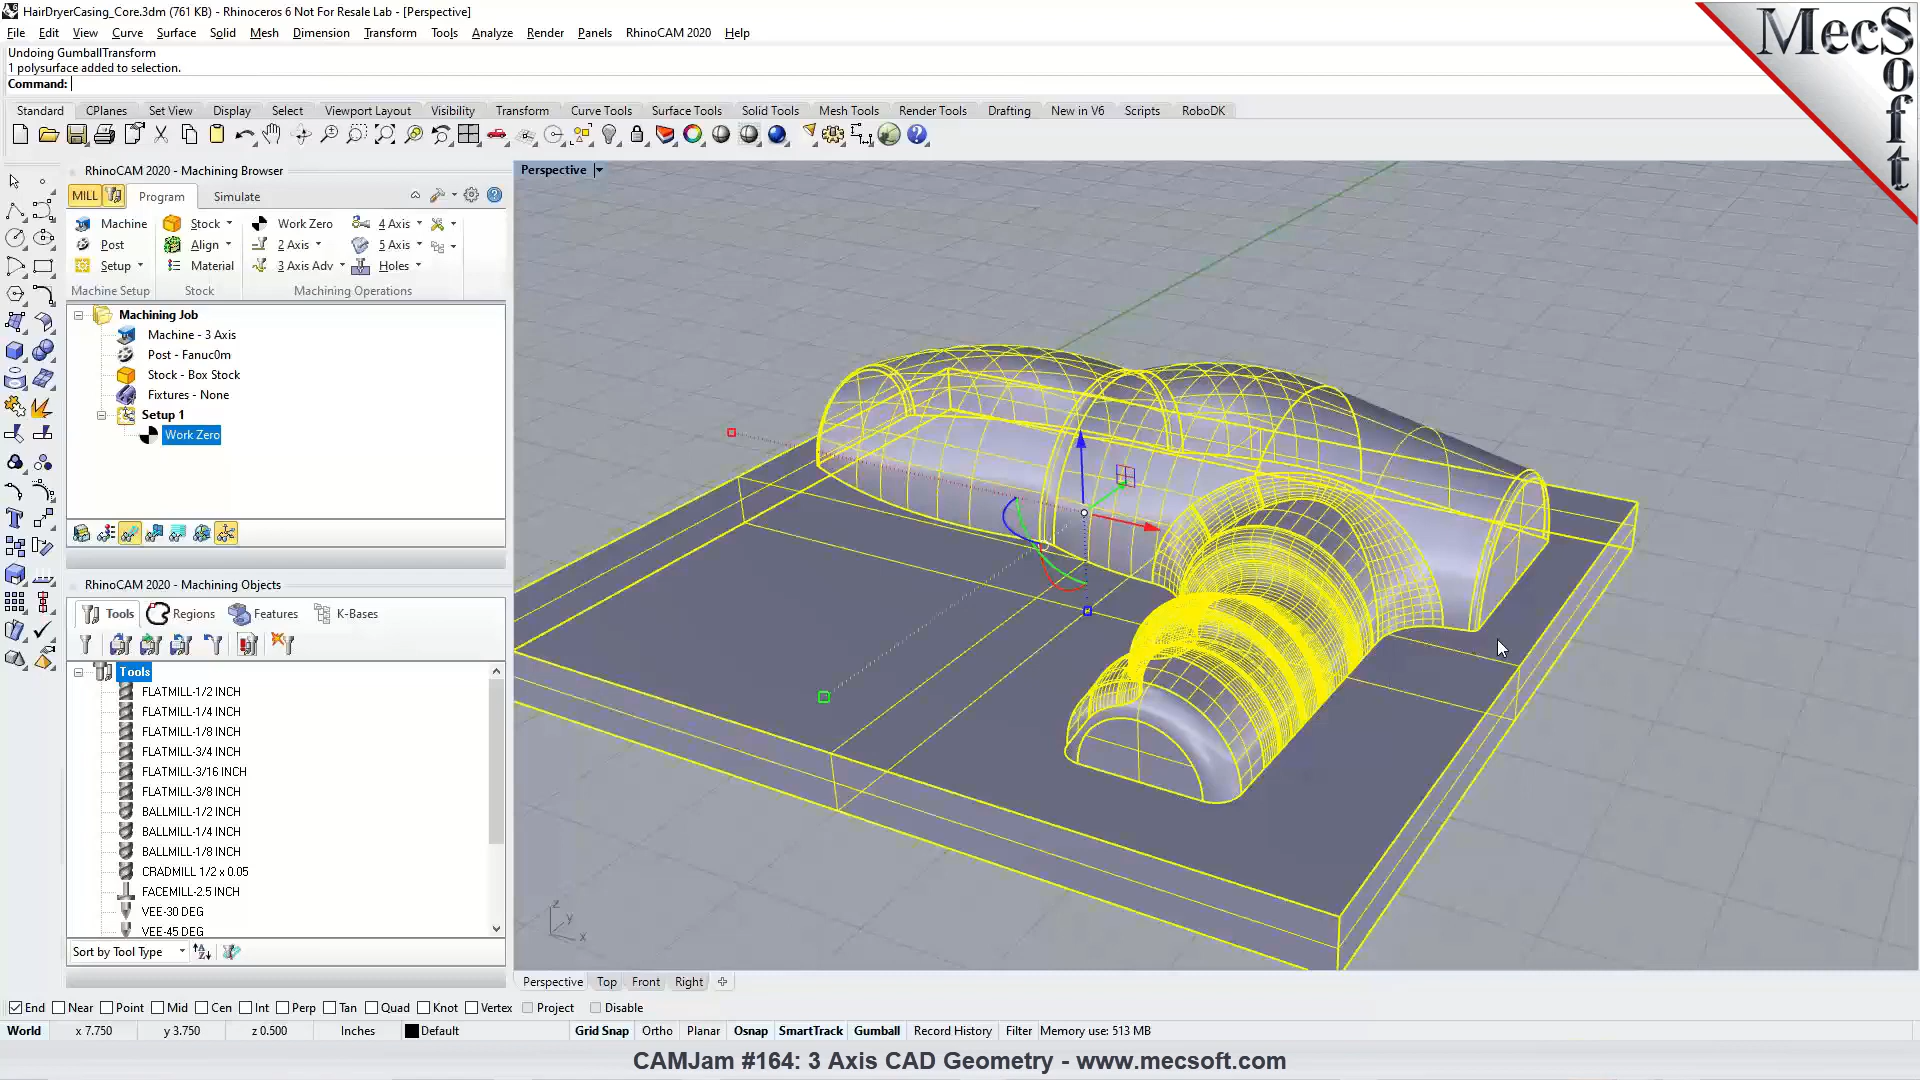 HairDryerCasing_Core.3dm (761 KB) - Rhinoceros 6 Not For Resale Lab - [Perspective]
File Edit View Curve Surface Solid Mesh Dimension Transform Tools Analyze Render Panels RhinoCAM 2020 Help
Undoing GumballTransform
1 polysurface added to selection.
Command:
Standard CPlanes Set View Display Select Viewport Layout Visibility Transform Curve Tools Surface Tools Solid Tools Mesh Tools Render Tools Drafting New in V6 Scripts RoboDK
MecSoft
RhinoCAM 2020 - Machining Browser
MILL Program Simulate
Machine Stock Work Zero 4 Axis
Post Align 2 Axis 5 Axis
Setup Material 3 Axis Adv Holes
Machine Setup Stock Machining Operations
Machining Job
Machine - 3 Axis
Post - Fanuc0m
Stock - Box Stock
Fixtures - None
Setup 1
Work Zero
RhinoCAM 2020 - Machining Objects
Tools Regions Features K-Bases
Tools
FLATMILL-1/2 INCH
FLATMILL-1/4 INCH
FLATMILL-1/8 INCH
FLATMILL-3/4 INCH
FLATMILL-3/16 INCH
FLATMILL-3/8 INCH
BALLMILL-1/2 INCH
BALLMILL-1/4 INCH
BALLMILL-1/8 INCH
CRADMILL 1/2 x 0.05
FACEMILL-2.5 INCH
VEE-30 DEG
VEE-45 DEG
Sort by Tool Type
Perspective
z
y
x
Perspective Top Front Right
End Near Point Mid Cen Int Perp Tan Quad Knot Vertex Project Disable
World x 7.750 y 3.750 z 0.500 Inches Default Grid Snap Ortho Planar Osnap SmartTrack Gumball Record History Filter Memory use: 513 MB
CAMJam #164: 3 Axis CAD Geometry - www.mecsoft.com